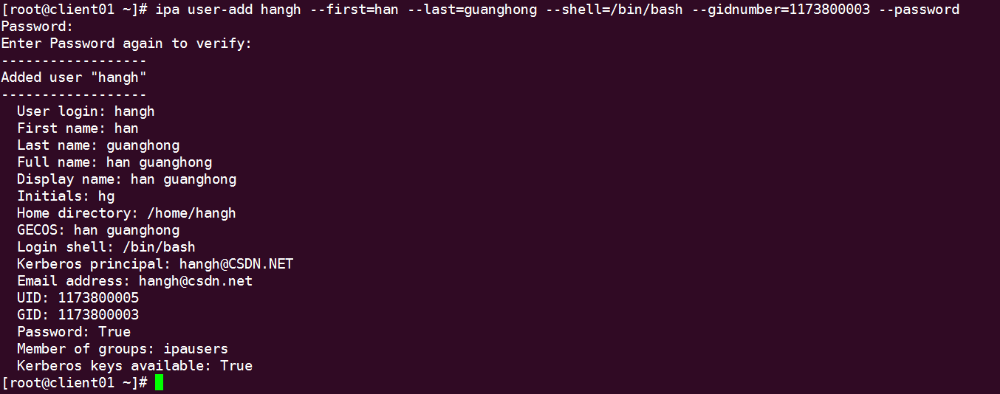 [root@client01 ~]# ipa user-add hangh --first=han --last=guanghong --shell=/bin/bash --gidnumber=1173800003 --password
Password:
Enter Password again to verify:
------------------
Added user "hangh"
------------------
  User login: hangh
  First name: han
  Last name: guanghong
  Full name: han guanghong
  Display name: han guanghong
  Initials: hg
  Home directory: /home/hangh
  GECOS: han guanghong
  Login shell: /bin/bash
  Kerberos principal: hangh@CSDN.NET
  Email address: hangh@csdn.net
  UID: 1173800005
  GID: 1173800003
  Password: True
  Member of groups: ipausers
  Kerberos keys available: True
[root@client01 ~]#